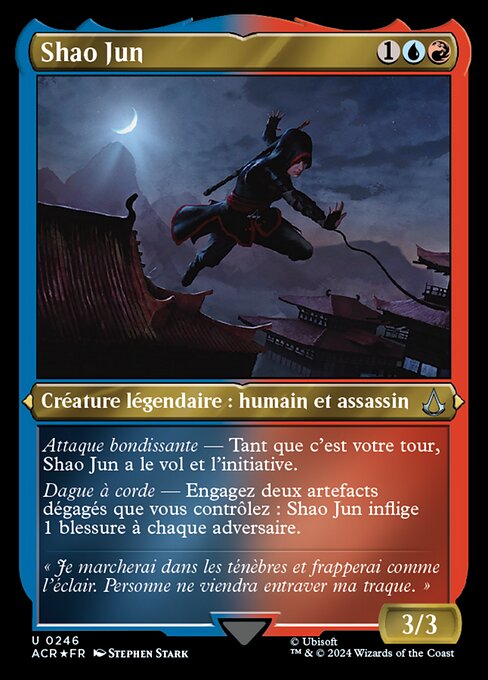 Shao Jun
1
Créature légendaire : humain et assassin
Attaque bondissante — Tant que c'est votre tour,
Shao Jun a le vol et l'initiative.
Dague à corde — Engagez deux artefacts
dégagés que vous contrôlez : Shao Jun inflige
1 blessure à chaque adversaire.
« Je marcherai dans les ténèbres et frapperai comme
l'éclair. Personne ne viendra entraver ma traque. »
3/3
U 0246
ACR★FR Stephen Stark
© Ubisoft
™ & © 2024 Wizards of the Coast